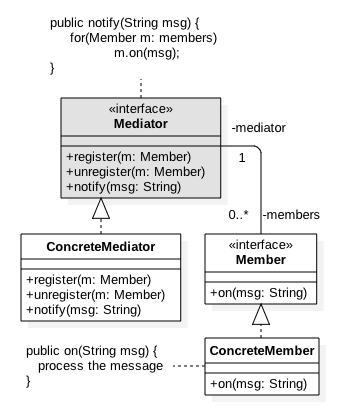 public notify(String msg) {
for(Member m: members)
m.on(msg);
}
«interface»
Mediator
+register(m: Member)
+unregister(m: Member)
+notify(msg: String)
-mediator
1
0..*
-members
ConcreteMediator
+register(m: Member)
+unregister(m: Member)
+notify(msg: String)
«interface»
Member
+on(msg: String)
public on(String msg) {
process the message
}
ConcreteMember
+on(msg: String)